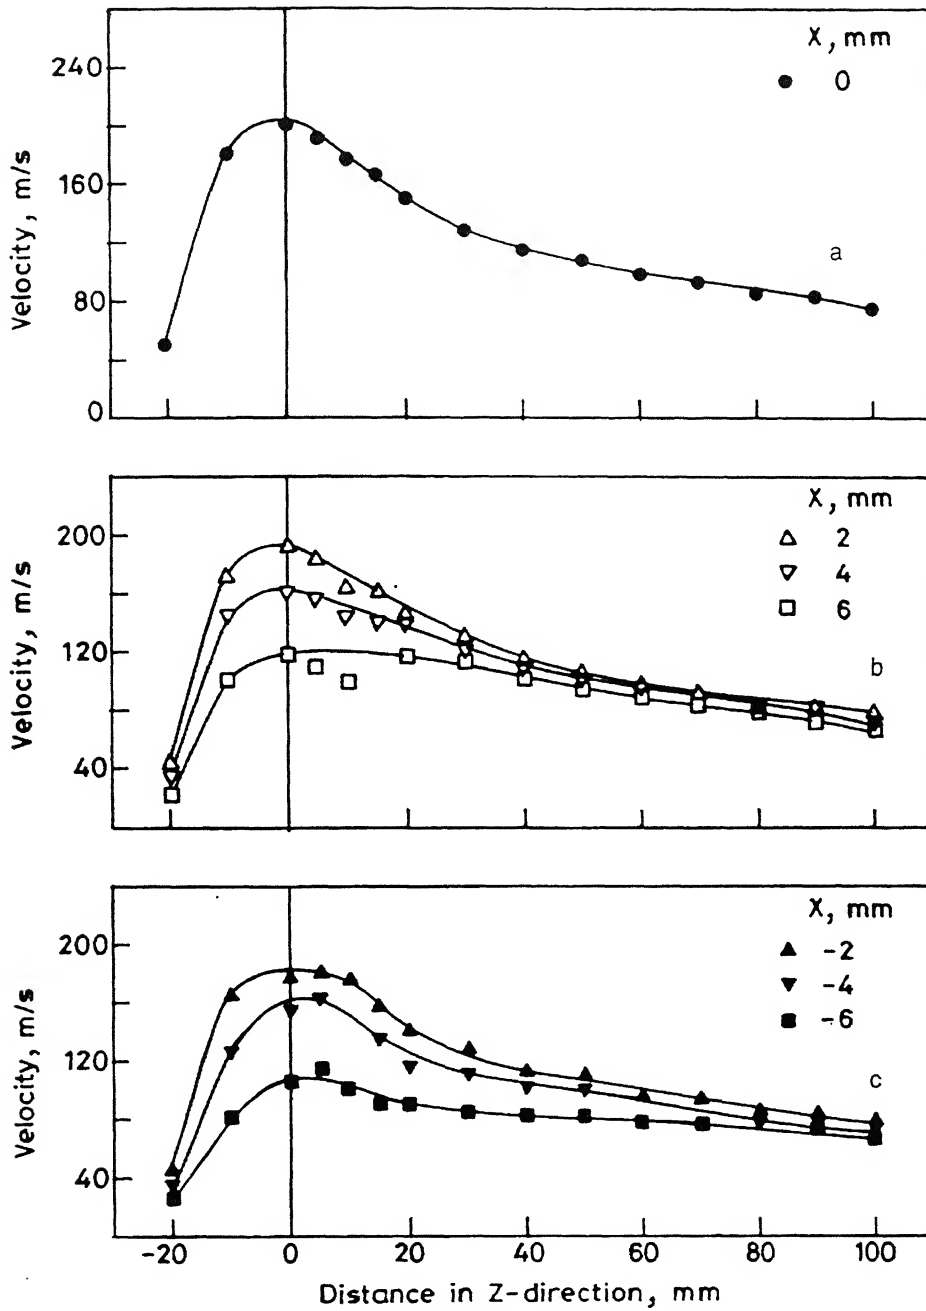 X, mm
● 0
240
160
80
0
Velocity, m/s
a
X, mm
△ 2
▽ 4
□ 6
200
120
40
Velocity, m/s
b
X, mm
▲ -2
▼ -4
■ -6
200
120
40
Velocity, m/s
c
-20 0 20 40 60 80 100
Distance in Z-direction, mm